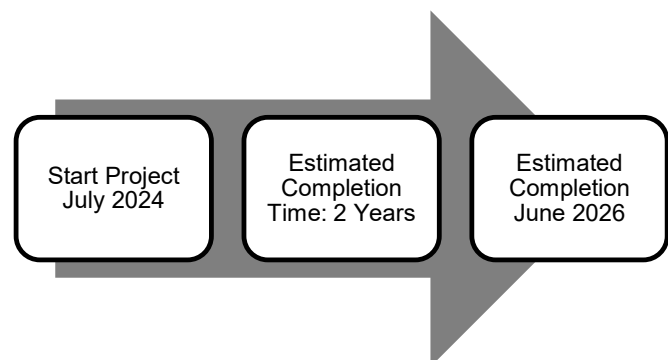 Start Project
July 2024
Estimated
Completion
Time: 2 Years
Estimated
Completion
June 2026